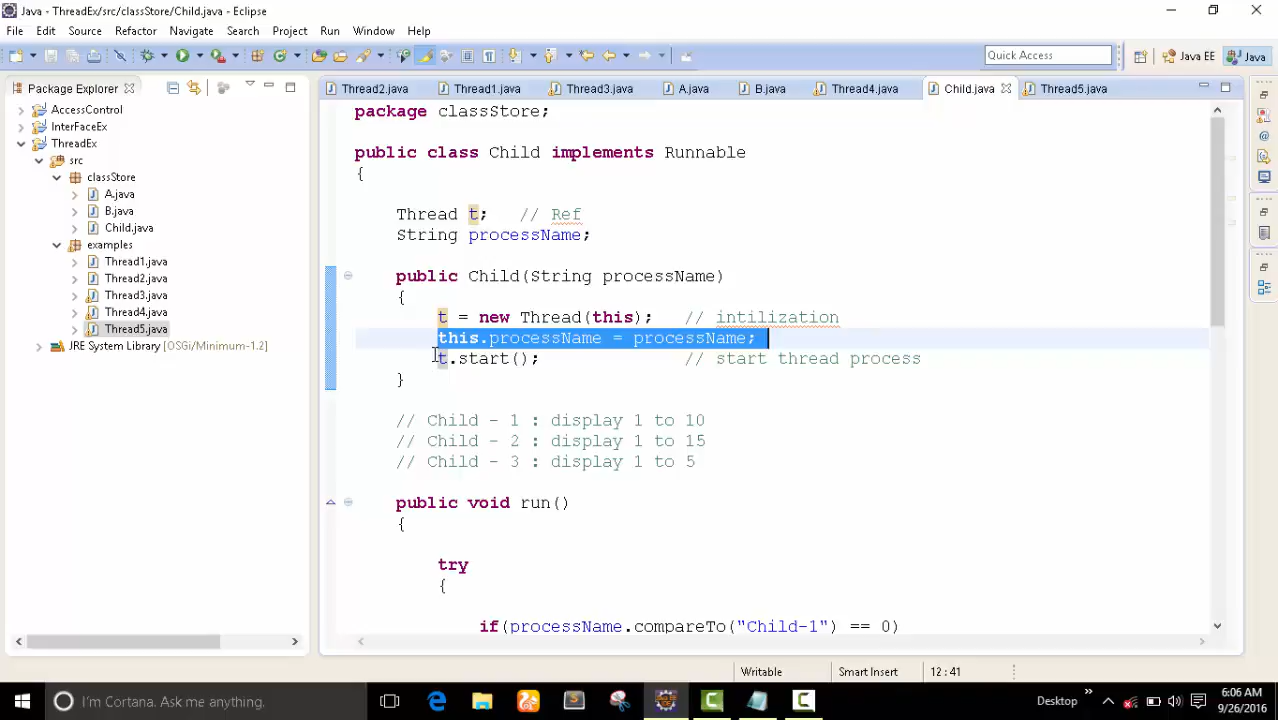 Java - ThreadEx/src/classStore/Child.java - Eclipse
File Edit Source Refactor Navigate Search Project Run Window Help
Quick Access
Java EE
Java
Package Explorer
AccessControl
InterFaceEx
ThreadEx
src
classStore
A.java
B.java
Child.java
examples
Thread1.java
Thread2.java
Thread3.java
Thread4.java
Thread5.java
JRE System Library [OSGi/Minimum-1.2]
Thread2.java Thread1.java Thread3.java A.java B.java Thread4.java Child.java Thread5.java
package classStore;
public class Child implements Runnable
{
Thread t; // Ref
String processName;
public Child(String processName)
{
t = new Thread(this); // intilization
this.processName = processName;
t.start(); // start thread process
}
// Child - 1 : display 1 to 10
// Child - 2 : display 1 to 15
// Child - 3 : display 1 to 5
public void run()
{
try
{
if(processName.compareTo("Child-1") == 0)
Writable Smart Insert 12:41
I'm Cortana. Ask me anything.
Desktop
6:06 AM
9/26/2016